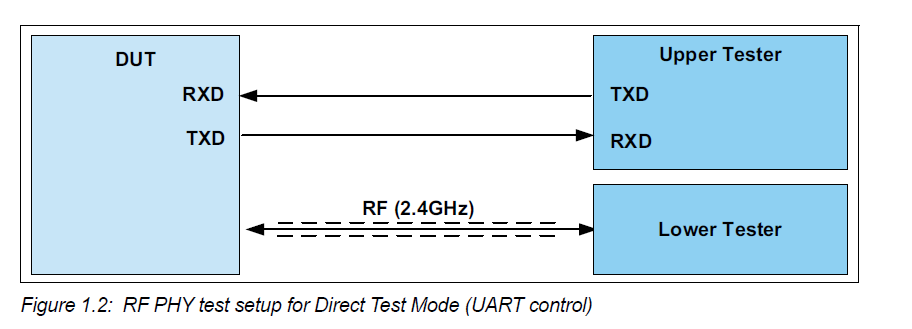 DUT
Upper Tester
RXD
TXD
TXD
RXD
RF (2.4GHz)
Lower Tester
Figure 1.2: RF PHY test setup for Direct Test Mode (UART control)